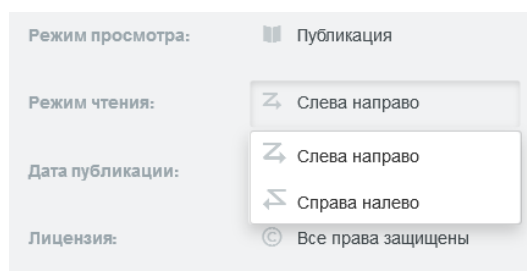 Режим просмотра: Публикация
Режим чтения: Слева направо
Слева направо
Дата публикации:
Справа налево
Лицензия: © Все права защищены